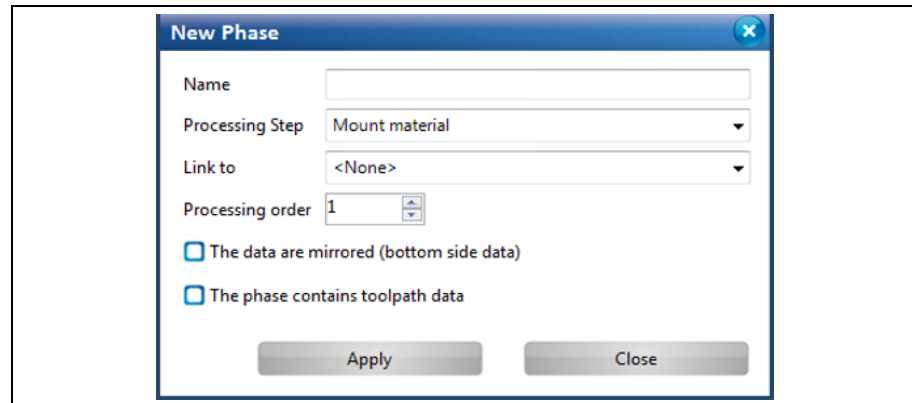 New Phase
Name
Processing Step Mount material
Link to <None>
Processing order 1
The data are mirrored (bottom side data)
The phase contains toolpath data
Apply Close